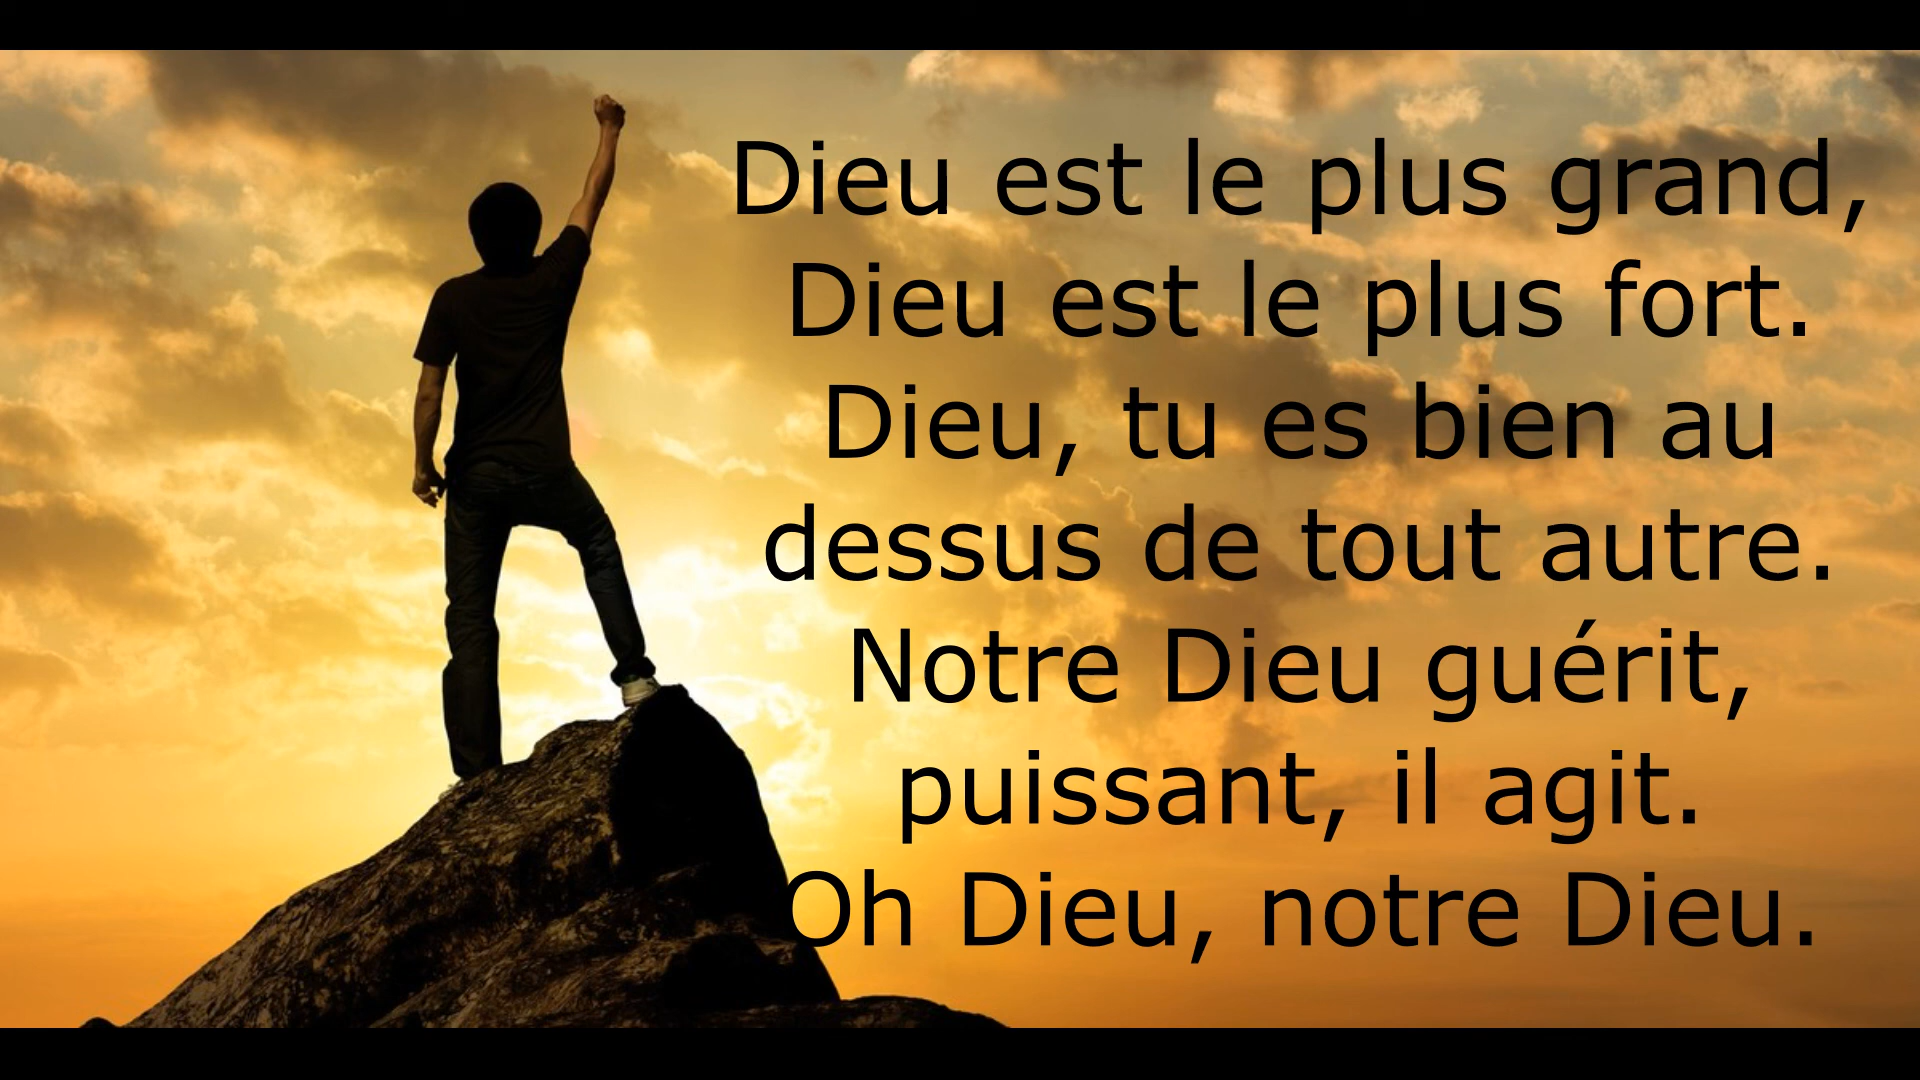 Dieu est le plus grand,
Dieu est le plus fort.
Dieu, tu es bien au
dessus de tout autre.
Notre Dieu guérit,
puissant, il agit.
Oh Dieu, notre Dieu.